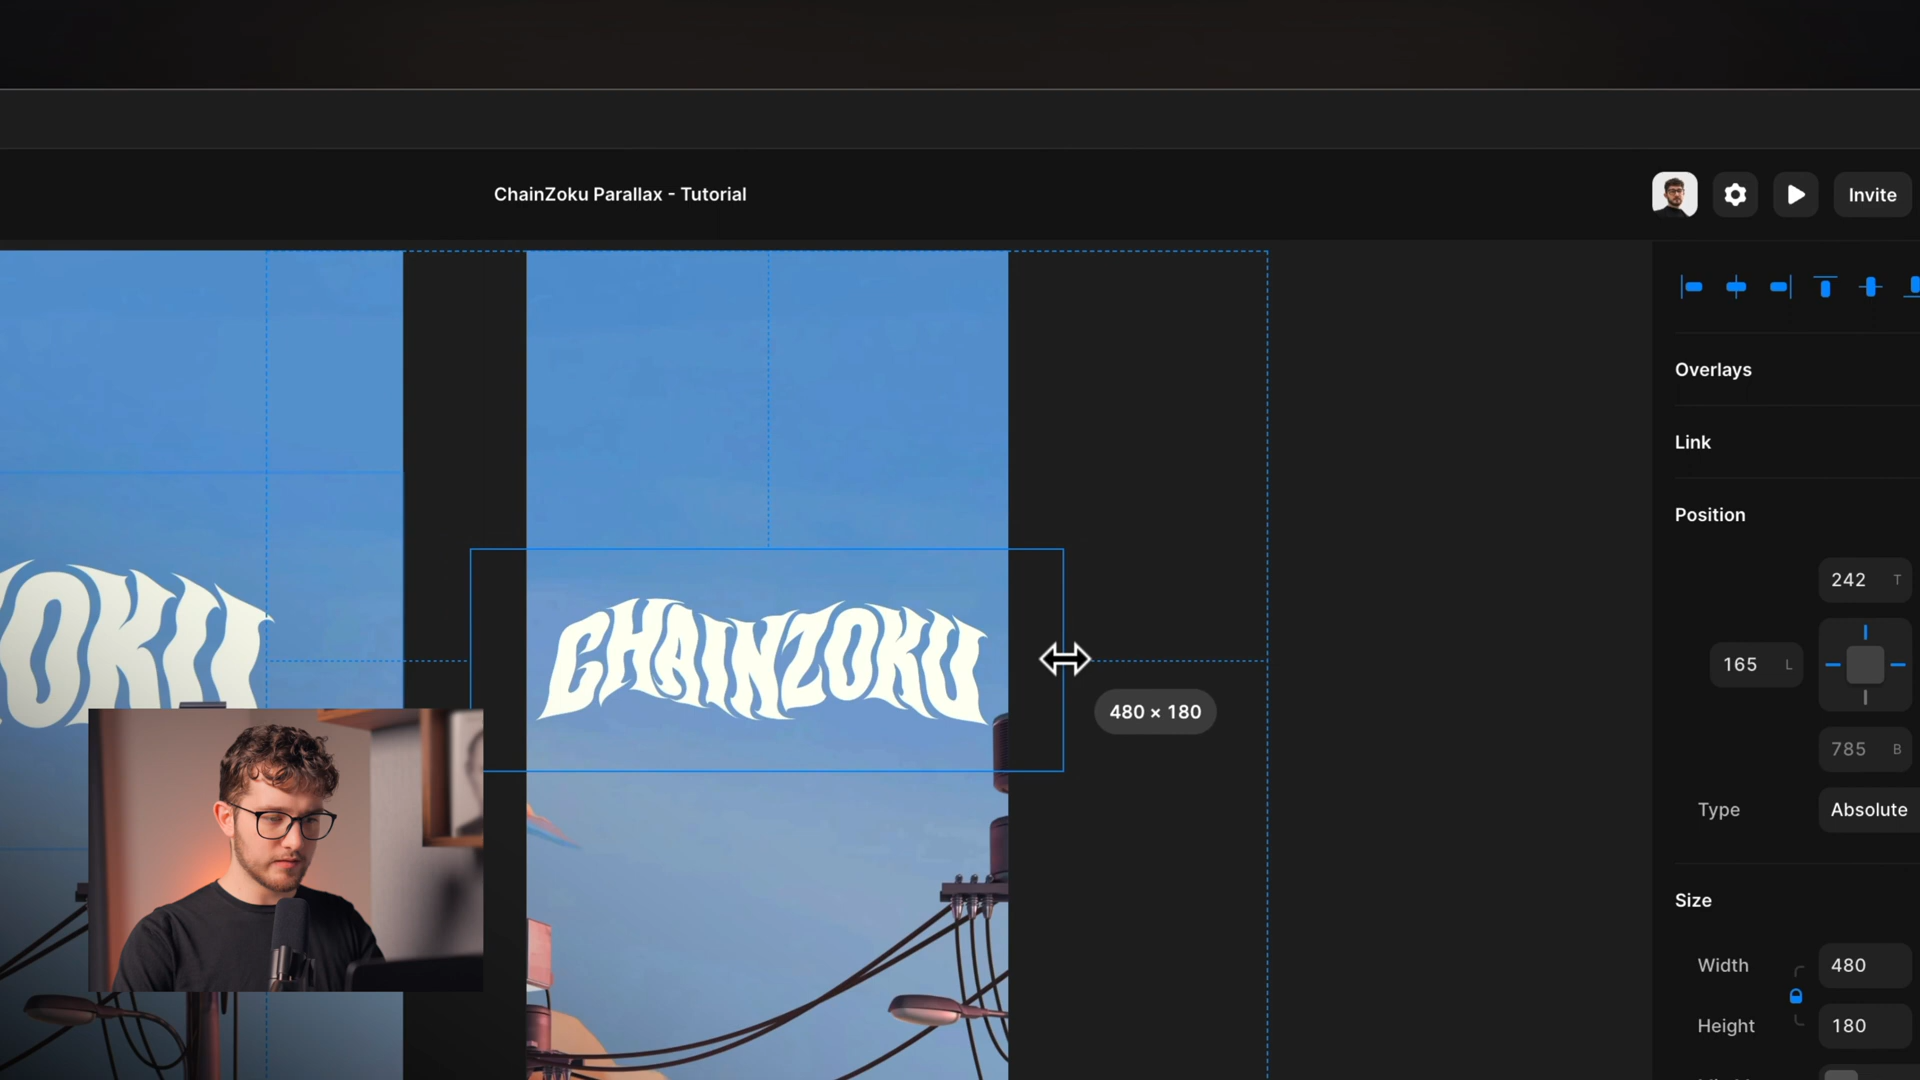 ChainZoku Parallax - Tutorial
Invite
Overlays
Link
Position
242 T
165 L
785 B
Type
Absolute
Size
Width
480
Height
180
OKU
CHAINZOKU
480 × 180